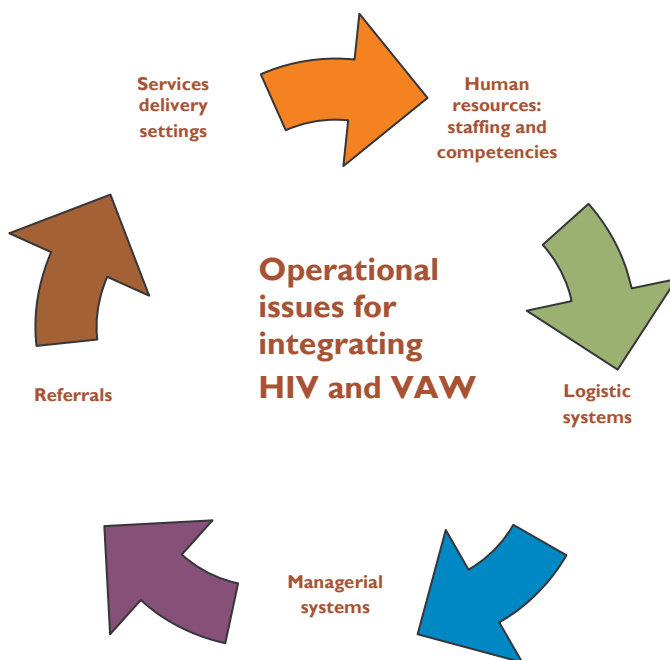 Services
delivery
settings
Human
resources:
staffing and
competencies
Operational
issues for
integrating
HIV and VAW
Referrals
Logistic
systems
Managerial
systems